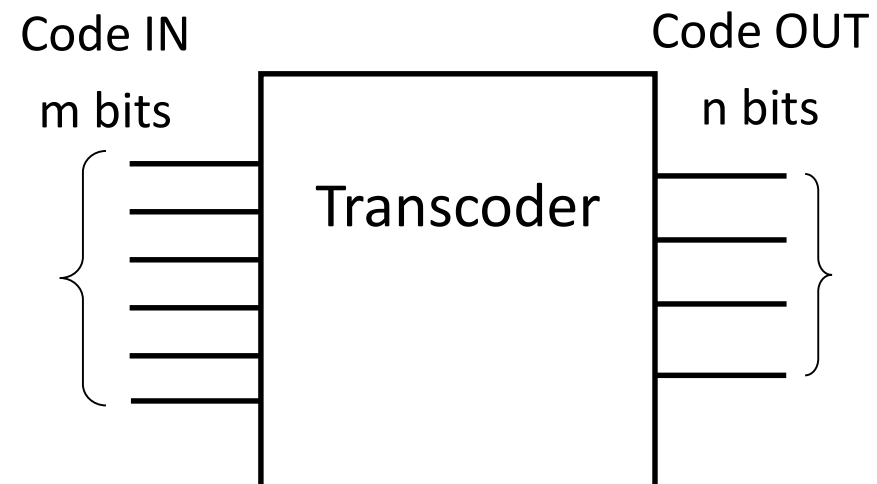 Code IN
Code OUT
m bits
n bits
Transcoder